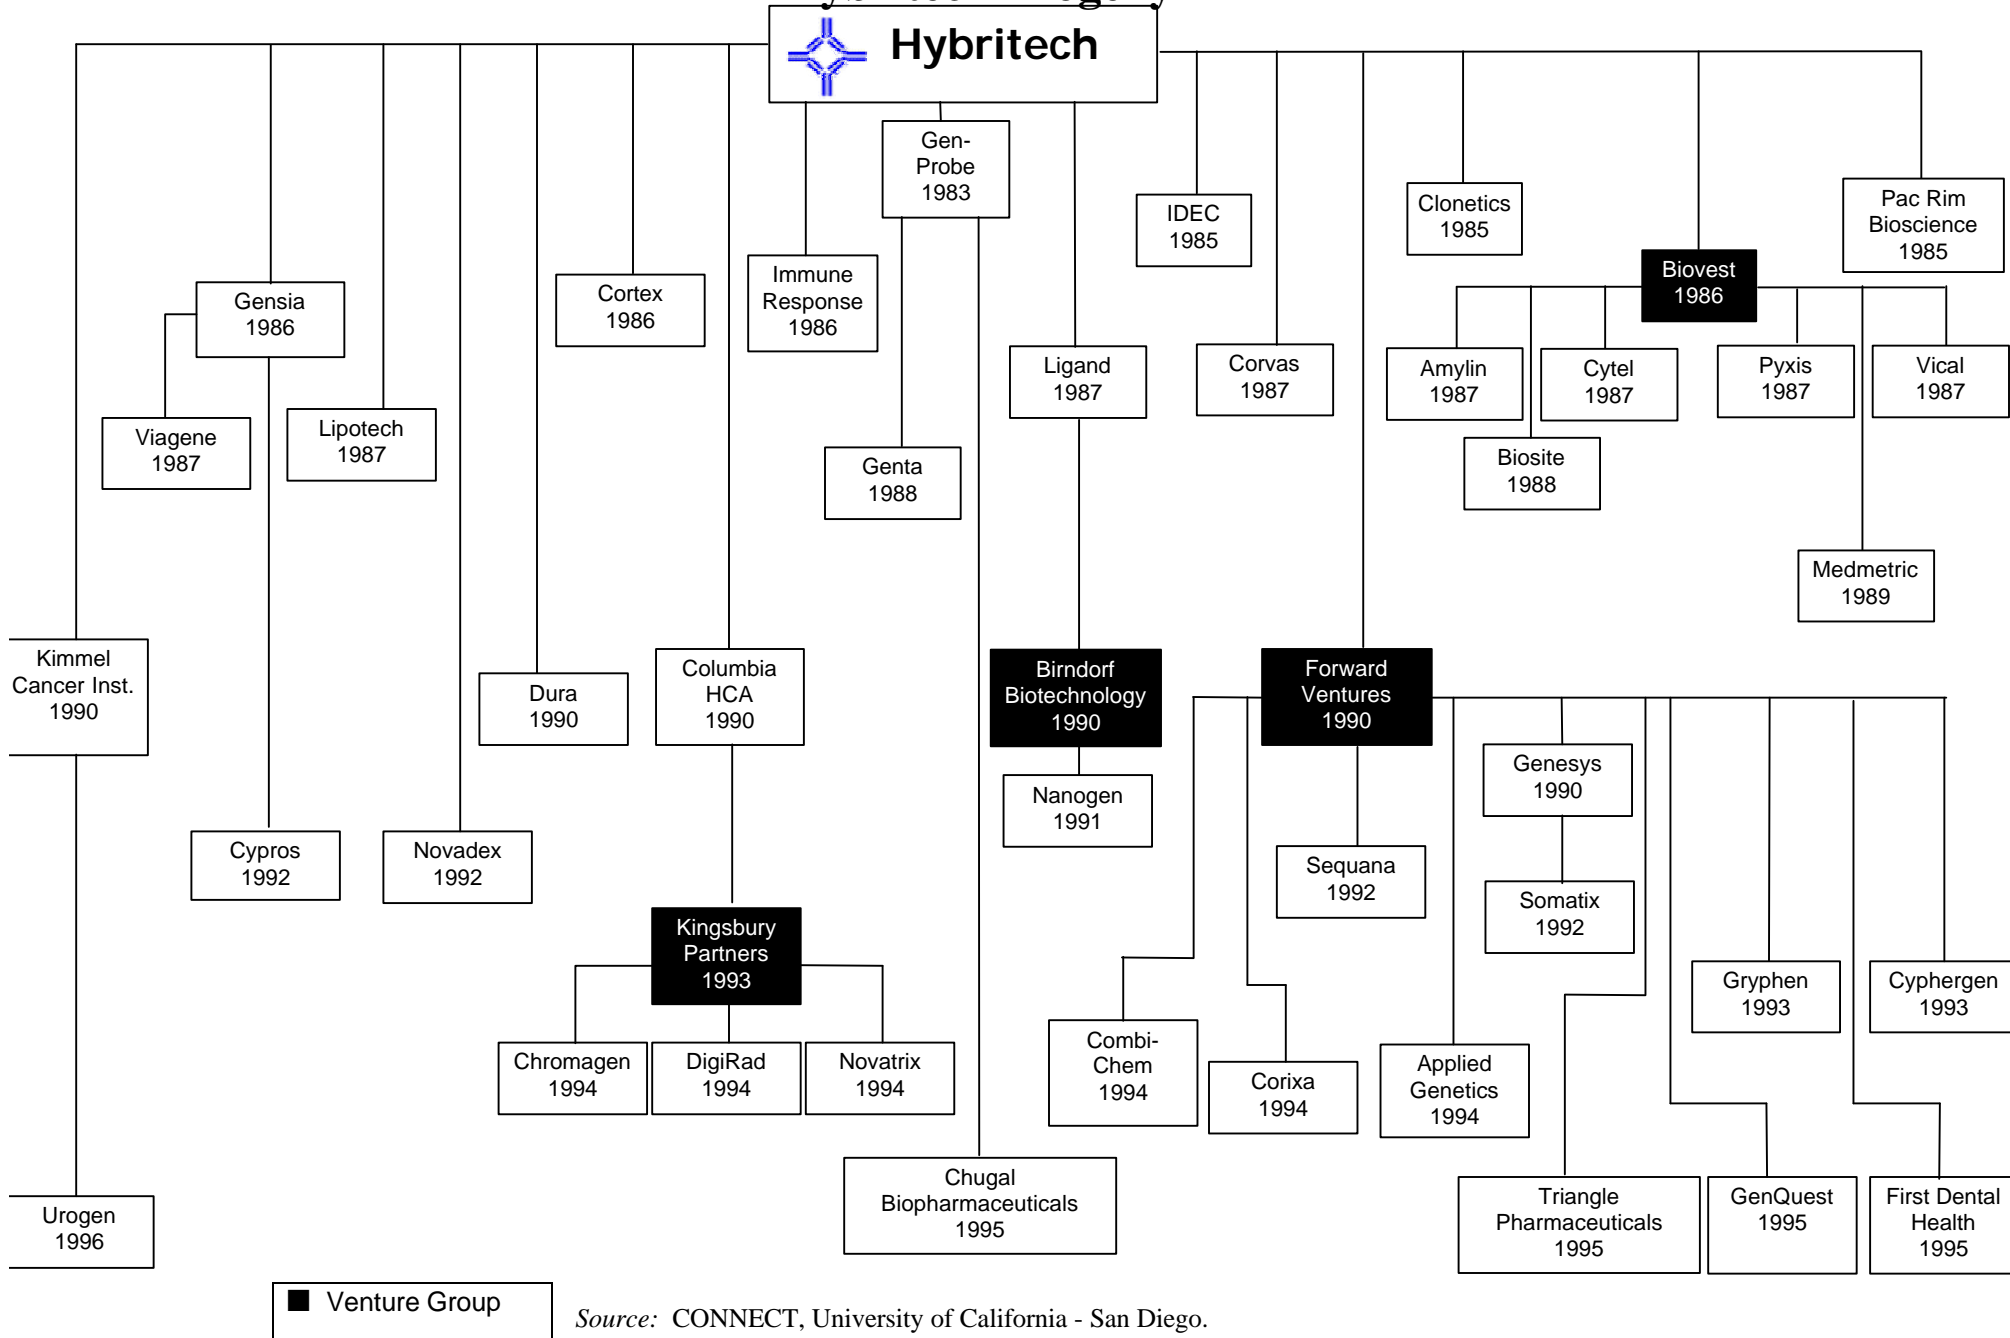 Hybritech
Gen-
Probe
1983
IDEC
1985
Clonetics
1985
Pac Rim
Bioscience
1985
Gensia
1986
Cortex
1986
Immune
Response
1986
Biovest
1986
Viagene
1987
Lipotech
1987
Ligand
1987
Corvas
1987
Amylin
1987
Cytel
1987
Pyxis
1987
Vical
1987
Genta
1988
Biosite
1988
Medmetric
1989
Kimmel
Cancer Inst.
1990
Dura
1990
Columbia
HCA
1990
Birndorf
Biotechnology
1990
Forward
Ventures
1990
Genesys
1990
Nanogen
1991
Cypros
1992
Novadex
1992
Sequana
1992
Somatix
1992
Kingsbury
Partners
1993
Gryphen
1993
Cyphergen
1993
Chromagen
1994
DigiRad
1994
Novatrix
1994
Combi-
Chem
1994
Corixa
1994
Applied
Genetics
1994
Chugal
Biopharmaceuticals
1995
Triangle
Pharmaceuticals
1995
GenQuest
1995
First Dental
Health
1995
Urogen
1996
Venture Group
Source: CONNECT, University of California - San Diego.